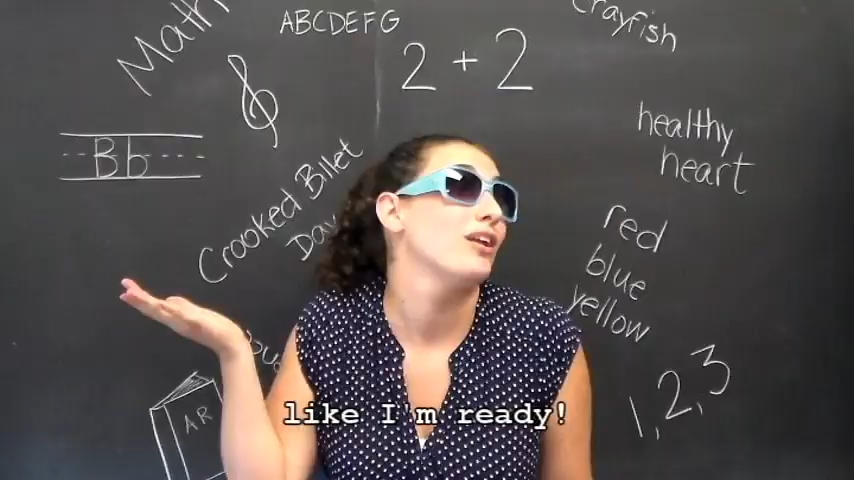 Math
ABCDEFG
2 + 2
Crayfish
Bb
healthy
heart
Crooked Billet
Day
red
blue
yellow
1, 2, 3
AR
like I'm ready!